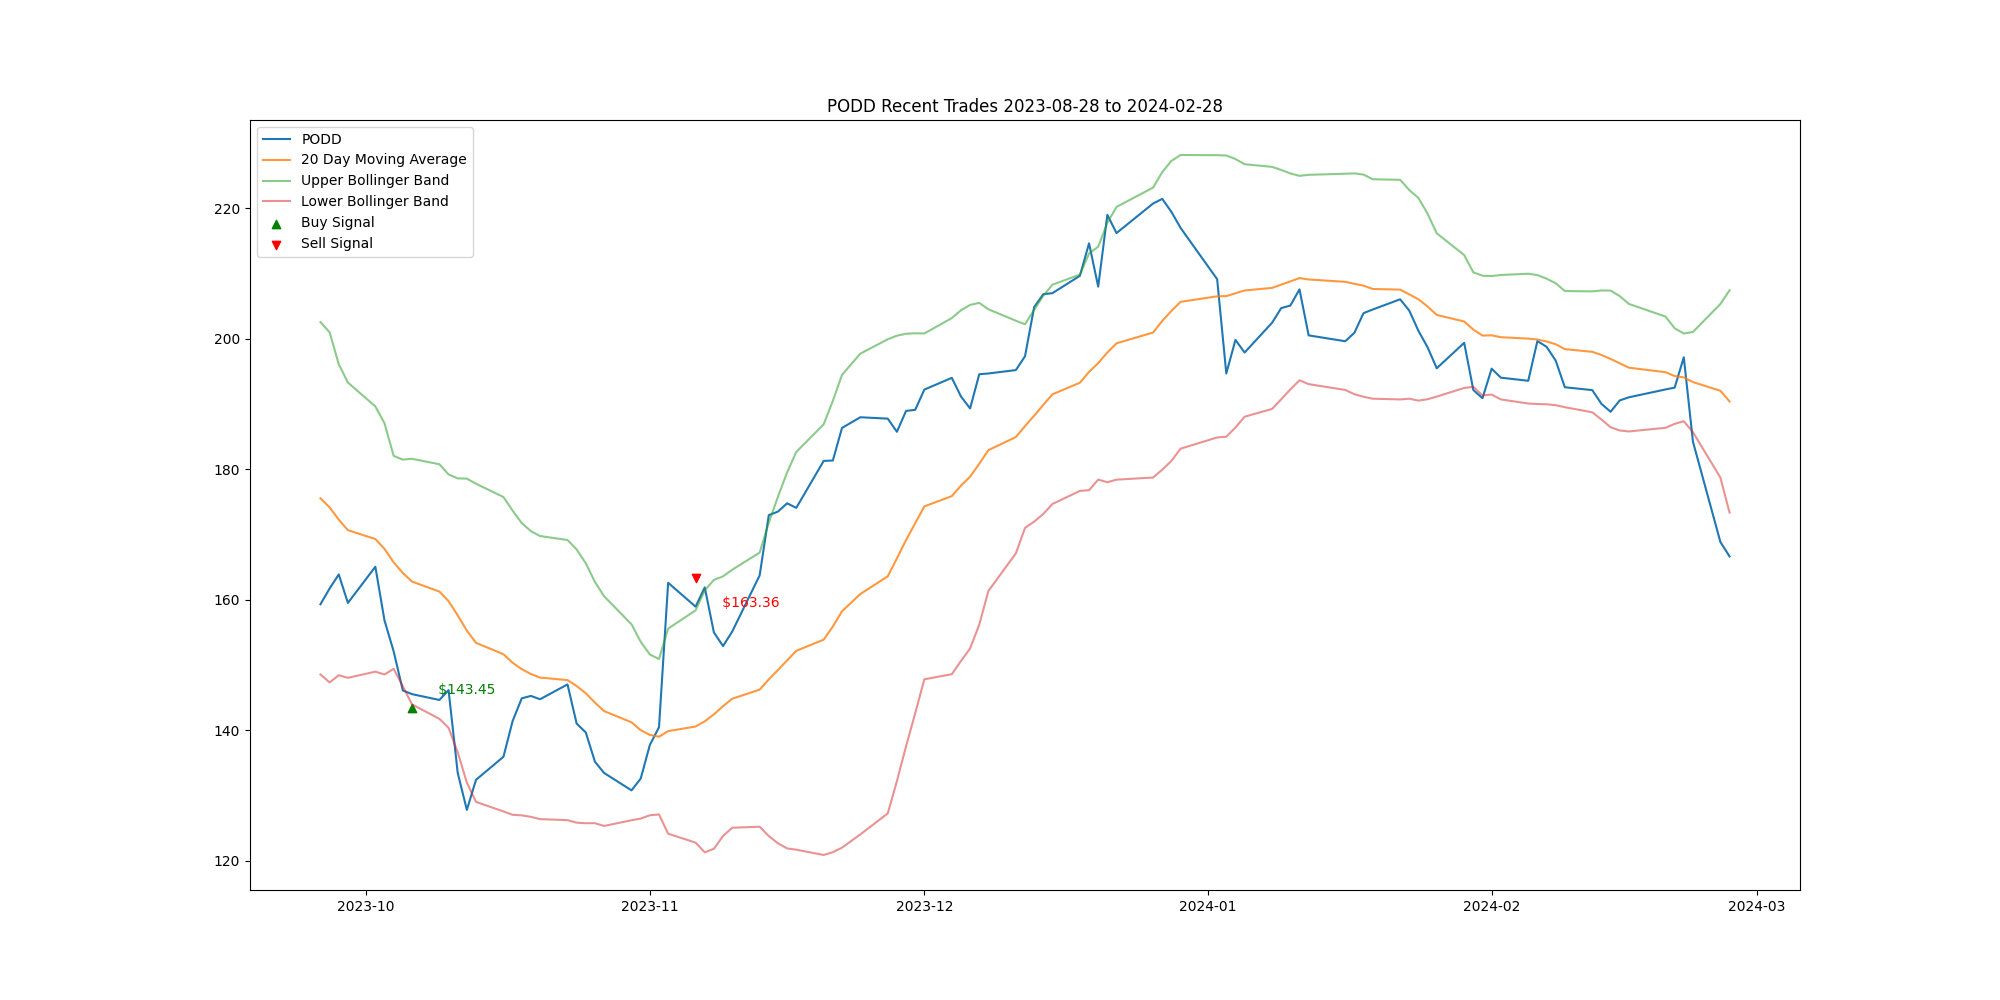 PODD Recent Trades 2023-08-28 to 2024-02-28
PODD
20 Day Moving Average
Upper Bollinger Band
Lower Bollinger Band
Buy Signal
Sell Signal
220
200
180
160
140
120
$163.36
$143.45
2023-10
2023-11
2023-12
2024-01
2024-02
2024-03